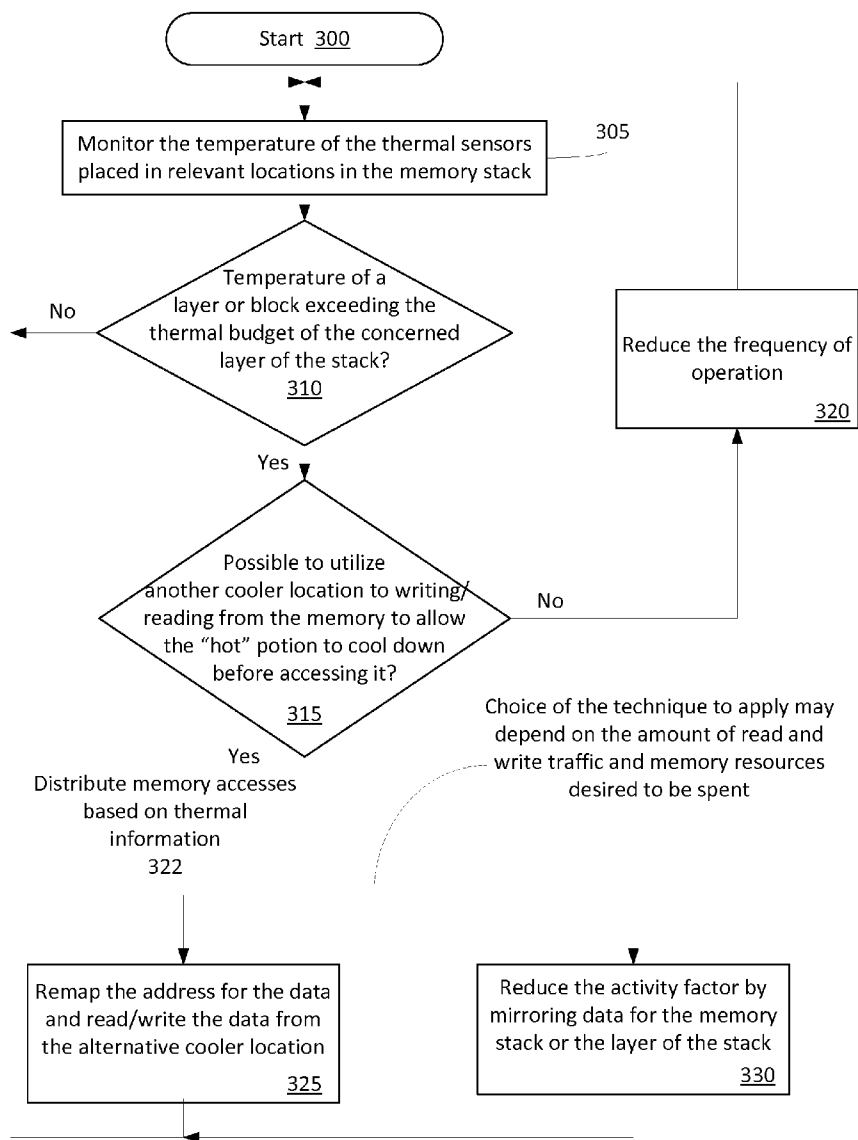 Start 300
Monitor the temperature of the thermal sensors
placed in relevant locations in the memory stack
305
Temperature of a
layer or block exceeding the
thermal budget of the concerned
layer of the stack?
310
No
Yes
Reduce the frequency of
operation
320
Possible to utilize
another cooler location to writing/
reading from the memory to allow
the “hot” potion to cool down
before accessing it?
315
No
Yes
Distribute memory accesses
based on thermal
information
322
Choice of the technique to apply may
depend on the amount of read and
write traffic and memory resources
desired to be spent
Remap the address for the data
and read/write the data from
the alternative cooler location
325
Reduce the activity factor by
mirroring data for the memory
stack or the layer of the stack
330